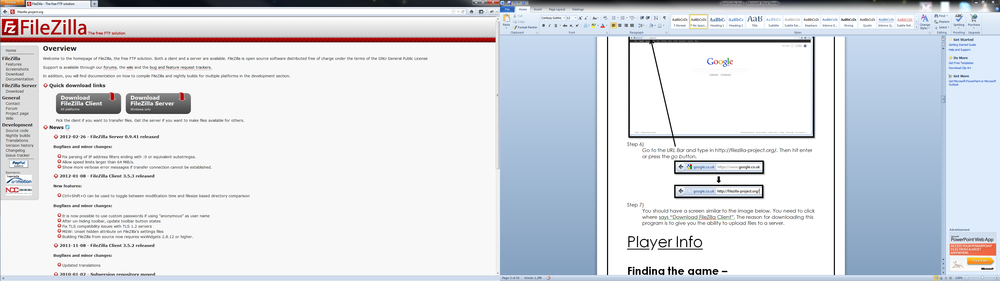 Firefox
FileZilla - The free FTP solution
filezilla-project.org
FileZilla The free FTP solution
Home
FileZilla
Features
Screenshots
Download
Documentation
FileZilla Server
Download
General
Contact
Forum
Project page
Wiki
Development
Source code
Nightly builds
Translations
Version history
Changelog
Issue tracker
PayPal
DONATE
Sponsors:
Supported by
artmotion
NDC HOST
Overview
Welcome to the homepage of FileZilla, the free FTP solution. Both a client and a server are available. FileZilla is open source software distributed free of charge under the terms of the GNU General Public License
Support is available through our forums, the wiki and the bug and feature request trackers.
In addition, you will find documentation on how to compile FileZilla and nightly builds for multiple platforms in the development section.
Quick download links
Download
FileZilla Client
All platforms
Download
FileZilla Server
Windows only
Pick the client if you want to transfer files. Get the server if you want to make files available for others.
News
2012-02-26 - FileZilla Server 0.9.41 released
Bugfixes and minor changes:
Fix parsing of IP address filters ending with :0 or equivalent substringss.
Allow speed limits larger than 64 MiB/s.
Show more verbose error messages if transfer connection cannot be established.
2012-01-08 - FileZilla Client 3.5.3 released
New features:
Ctrl+Shift+O can be used to toggle between modification time and filesize based directory comparison
Bugfixes and minor changes:
It is now possible to use custom passwords if using "anonymous" as user name
After un-hiding toolbar, update toolbar button states
Fix TLS compatibility issues with TLS 1.2 servers
MSW: Unset hidden attribute on FileZilla's settings files
Building FileZilla from source now requires wxWidgets 2.8.12 or higher.
2011-11-08 - FileZilla Client 3.5.2 released
Bugfixes and minor changes:
Updated translations
2010-01-02 - Subversion repository moved
UserGuide.docx - Microsoft Word Starter
File Home Insert Page Layout Mailings
Paste
Cut
Copy
Format Painter
Clipboard
Century Gothic 12
Font
Paragraph
AaBbCcDc AaBbCcDc AaBbC AaBbCc AaB AaBbCc. AaBbCcDc AaBbCcDc AaBbCcDc AaBbCcDc AaBbCcDc AaBbCcDc AABBCCDC
¶ Normal ¶ No Spaci... Heading 1 Heading 2 Title Subtitle Subtle Em... Emphasis Intense E... Strong Quote Intense Q... Subtle Ref...
Styles
Change
Styles
Find
Replace
Select
Editing
Spelling
Proofing
Purchase
Upgrade
Google
Step 6)
Go to the URL Bar and type in http://filezilla-project.org/. Then hit enter
or press the go button.
google.co.uk https://www.google.co.uk
google.co.uk http://filezilla-project.org/
Step 7)
You should have a screen similar to the image below. You need to click
where says “Download FileZilla Client”. The reason for downloading this
program is to give you the ability to upload files to a server.
Player Info
Finding the game –
Get Started
Getting Started Guide
Help and Support
Do More
Get Free Templates
Download Clip Art
Get More
Get Microsoft PowerPoint or Microsoft
Outlook
Advertisement
Microsoft
PowerPoint Web App
ACCESS YOUR POWERPOINT
FILES FROM ALMOST
ANYWHERE.
Try it free
Microsoft
Page: 5 of 19 Words: 1,299
120%